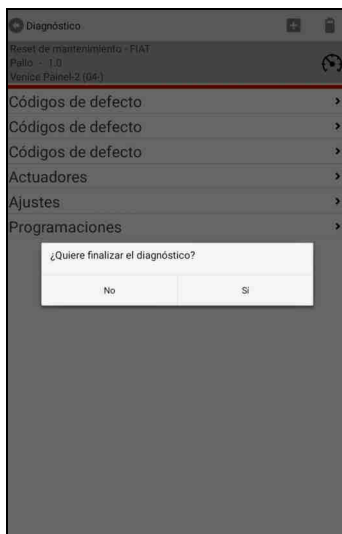 Diagnóstico
Reset de mantenimiento - FIAT
Palio - 1.0
Venice Painel-2 (04-)
Códigos de defecto
Códigos de defecto
Códigos de defecto
Actuadores
Ajustes
Programaciones
¿Quiere finalizar el diagnóstico?
No
Sí